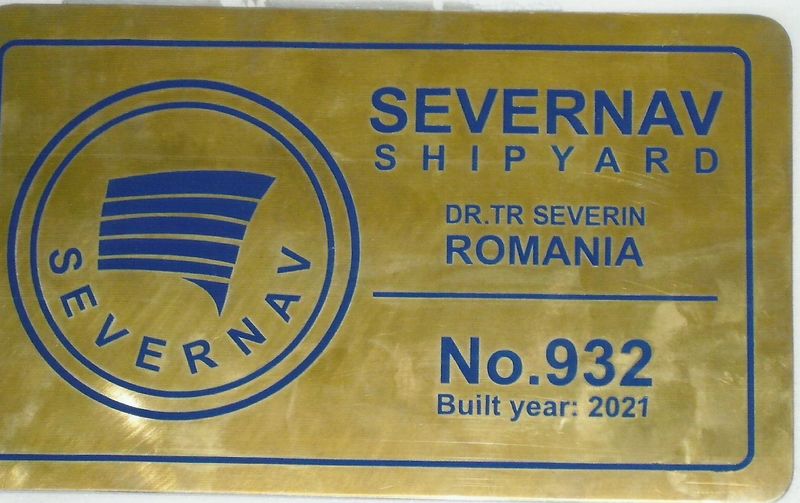 SEVERNAV
SEVERNAV
SHIPYARD
DR.TR SEVERIN
ROMANIA
No.932
Built year: 2021